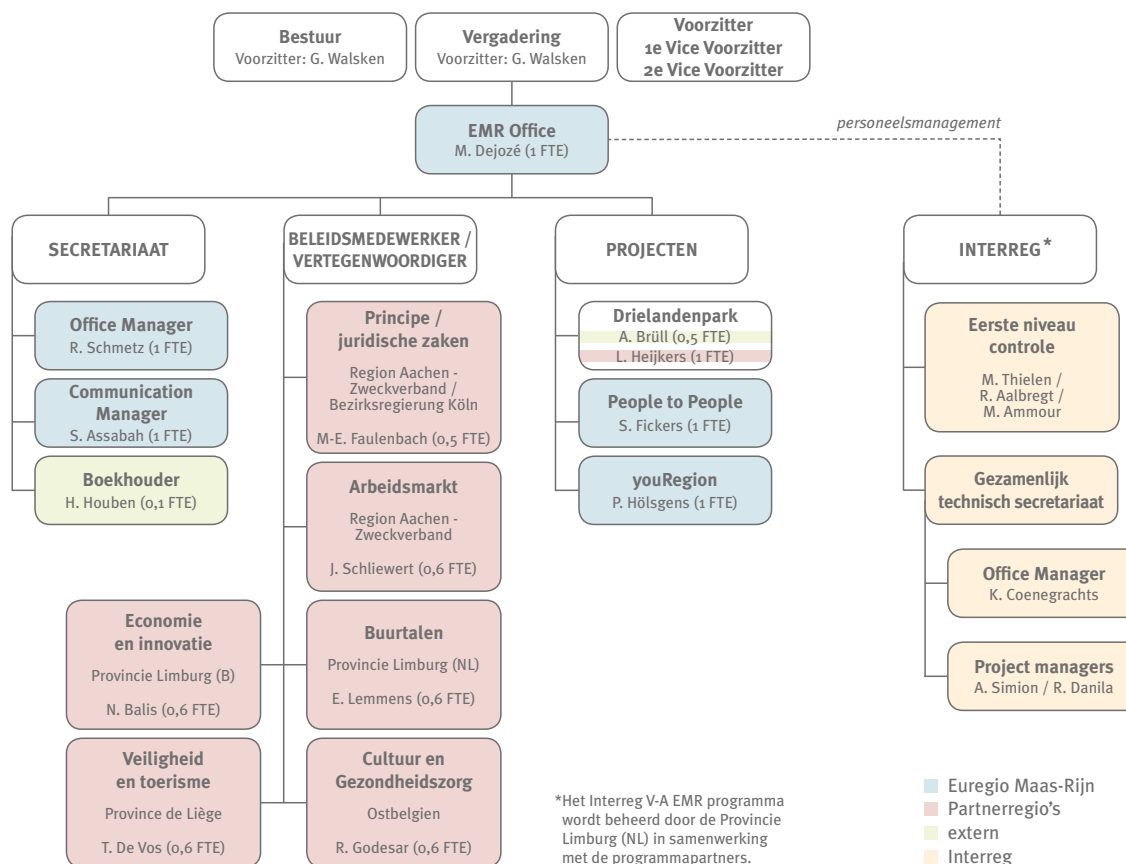 Bestuur
Voorzitter: G. Walsken
Vergadering
Voorzitter: G. Walsken
Voorzitter
1e Vice Voorzitter
2e Vice Voorzitter
EMR Office
M. Dejozé (1 FTE)
personeelsmanagement
SECRETARIAAT
Office Manager
R. Schmetz (1 FTE)
Communication
Manager
S. Assabah (1 FTE)
Boekhouder
H. Houben (0,1 FTE)
BELEIDSMEDEWERKER /
VERTEGENWOORDIGER
Principe /
juridische zaken
Region Aachen -
Zweckverband /
Bezirksregierung Köln
M-E. Faulenbach (0,5 FTE)
Arbeidsmarkt
Region Aachen -
Zweckverband
J. Schliewert (0,6 FTE)
Economie
en innovatie
Provincie Limburg (B)
N. Balis (0,6 FTE)
Buurtalen
Provincie Limburg (NL)
E. Lemmens (0,6 FTE)
Veiligheid
en toerisme
Province de Liège
T. De Vos (0,6 FTE)
Cultuur en
Gezondheidszorg
Ostbelgien
R. Godesar (0,6 FTE)
PROJECTEN
Drielandenpark
A. Brüll (0,5 FTE)
L. Heijkers (1 FTE)
People to People
S. Fickers (1 FTE)
youRegion
P. Hölsgens (1 FTE)
INTERREG*
Eerste niveau
controle
M. Thielen /
R. Aalbregt /
M. Ammour
Gezamenlijk
technisch secretariaat
Office Manager
K. Coenegrachts
Project managers
A. Simion / R. Danila
*Het Interreg V-A EMR programma
wordt beheerd door de Provincie
Limburg (NL) in samenwerking
met de programmapartners.
Euregio Maas-Rijn
Partnerregio's
extern
Interreg